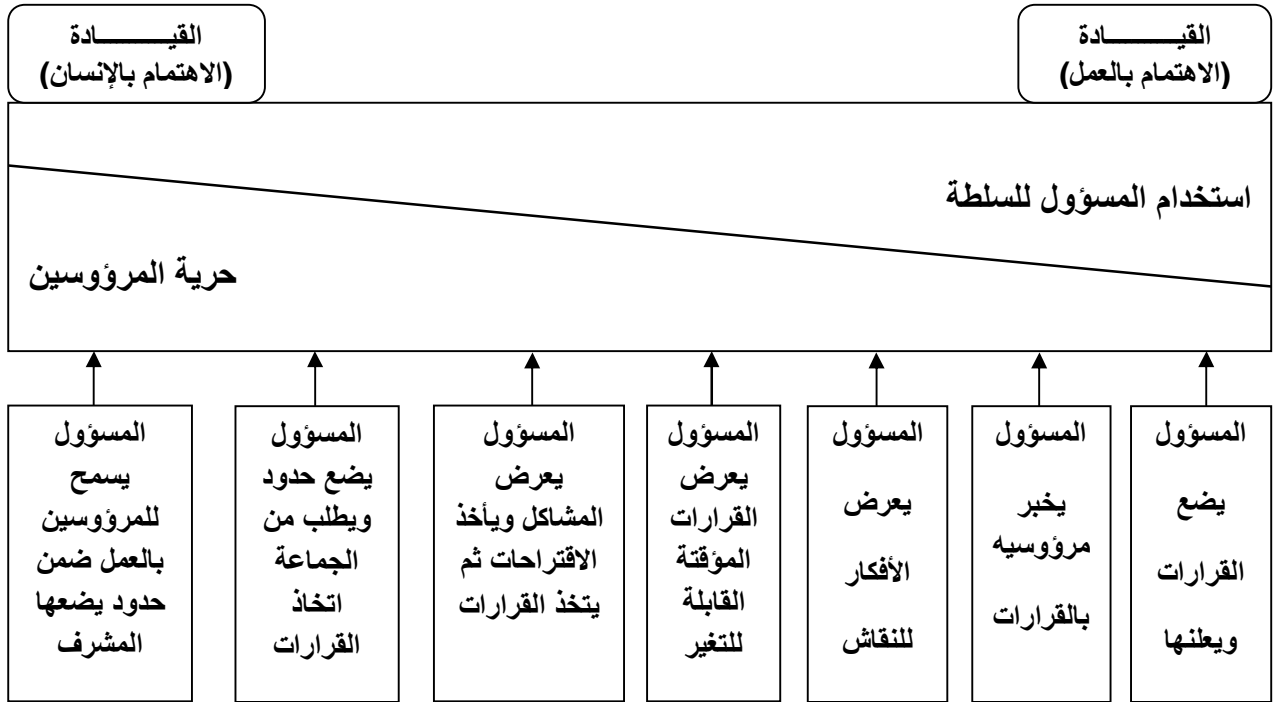 القيـــــــــــادة
(الاهتمام بالعمل)
القيـــــــــــادة
(الاهتمام بالإنسان)
استخدام المسؤول للسلطة
حرية المرؤوسين
المسؤول
يضع
القرارات
ويعلنها
المسؤول
يخبر
مرؤوسيه
بالقرارات
المسؤول
يعرض
الأفكار
للنقاش
المسؤول
يعرض
القرارات
المؤقتة
القابلة
للتغير
المسؤول
يعرض
المشاكل ويأخذ
الاقتراحات ثم
يتخذ القرارات
المسؤول
يضع حدود
ويطلب من
الجماعة
اتخاذ
القرارات
المسؤول
يسمح
للمرؤوسين
بالعمل ضمن
حدود يضعها
المشرف